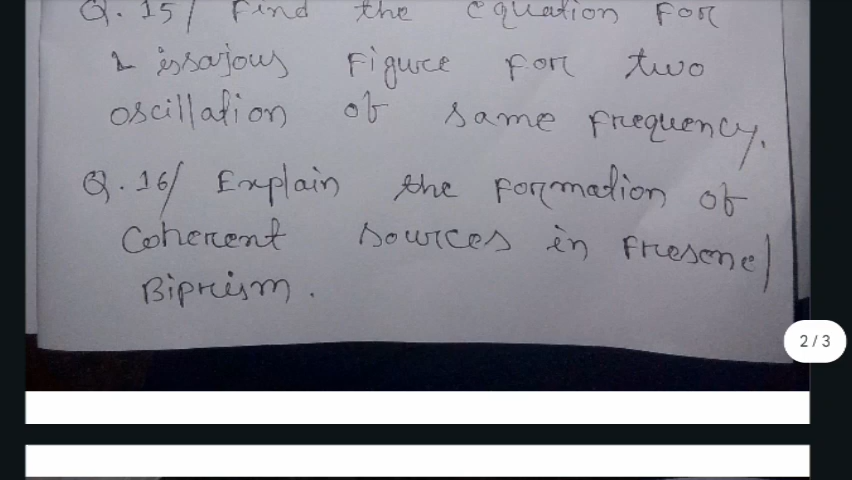 Q. 15/ Find the equation for
Lissajous Figure for two
oscillation of same frequency.
Q. 16/ Explain the formation of
Coherent sources in Fresnel
Biprism.
2 / 3